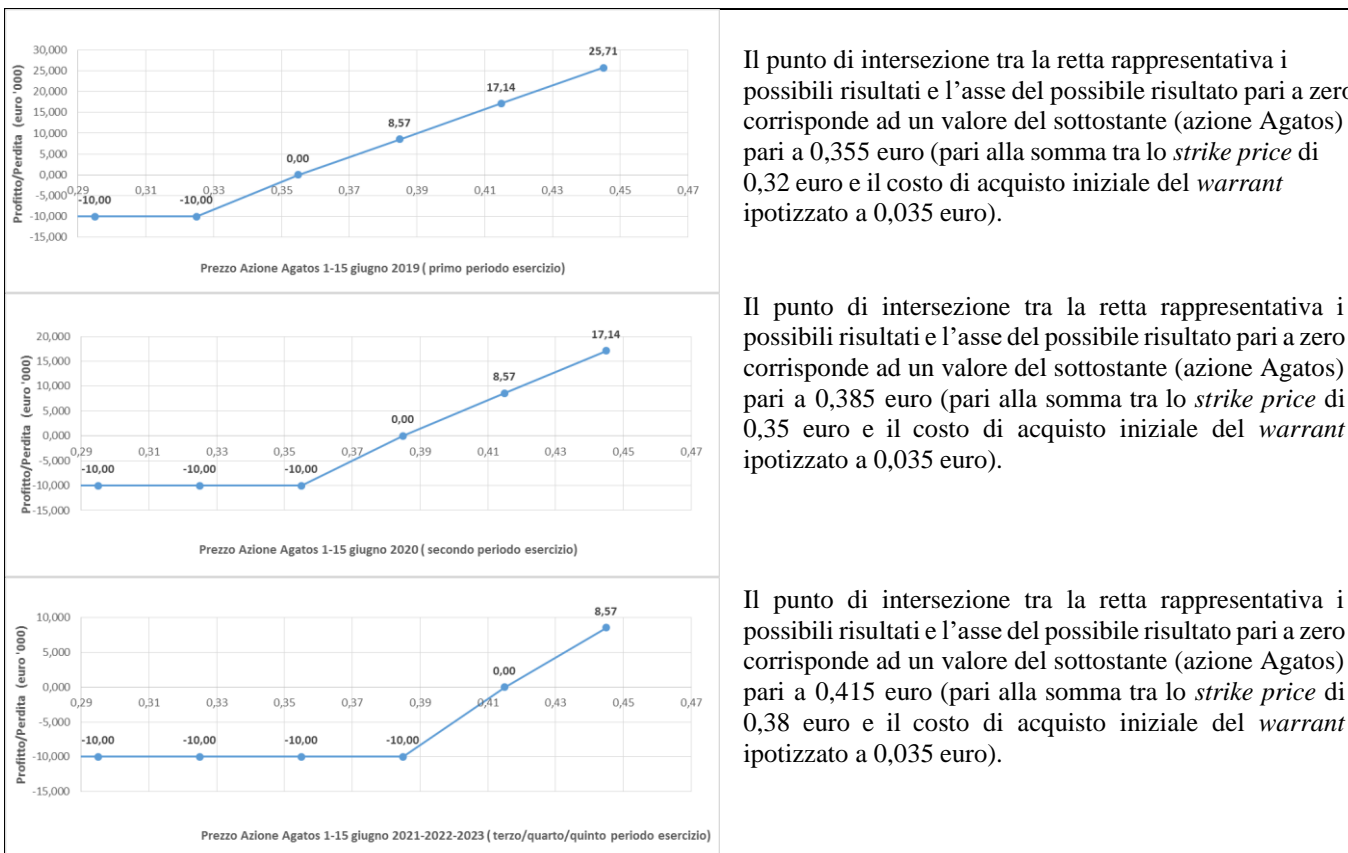 30,000
25,000
20,000
15,000
10,000
5,000
0,000
-5,000
-10,000
-15,000
Profitto/Perdita (euro '000)
0,29 0,31 0,33 0,35 0,37 0,39 0,41 0,43 0,45 0,47
-10,00 -10,00 0,00 8,57 17,14 25,71
Prezzo Azione Agatos 1-15 giugno 2019 ( primo periodo esercizio)
Il punto di intersezione tra la retta rappresentativa i
possibili risultati e l’asse del possibile risultato pari a zero
corrisponde ad un valore del sottostante (azione Agatos)
pari a 0,355 euro (pari alla somma tra lo strike price di
0,32 euro e il costo di acquisto iniziale del warrant
ipotizzato a 0,035 euro).
20,000
15,000
10,000
5,000
0,000
-5,000
-10,000
-15,000
Profitto/Perdita (euro '000)
0,29 0,31 0,33 0,35 0,37 0,39 0,41 0,43 0,45 0,47
-10,00 -10,00 -10,00 0,00 8,57 17,14
Prezzo Azione Agatos 1-15 giugno 2020 ( secondo periodo esercizio)
Il punto di intersezione tra la retta rappresentativa i
possibili risultati e l’asse del possibile risultato pari a zero
corrisponde ad un valore del sottostante (azione Agatos)
pari a 0,385 euro (pari alla somma tra lo strike price di
0,35 euro e il costo di acquisto iniziale del warrant
ipotizzato a 0,035 euro).
10,000
5,000
0,000
-5,000
-10,000
-15,000
Profitto/Perdita (euro '000)
0,29 0,31 0,33 0,35 0,37 0,39 0,41 0,43 0,45 0,47
-10,00 -10,00 -10,00 -10,00 0,00 8,57
Prezzo Azione Agatos 1-15 giugno 2021-2022-2023 ( terzo/quarto/quinto periodo esercizio)
Il punto di intersezione tra la retta rappresentativa i
possibili risultati e l’asse del possibile risultato pari a zero
corrisponde ad un valore del sottostante (azione Agatos)
pari a 0,415 euro (pari alla somma tra lo strike price di
0,38 euro e il costo di acquisto iniziale del warrant
ipotizzato a 0,035 euro).